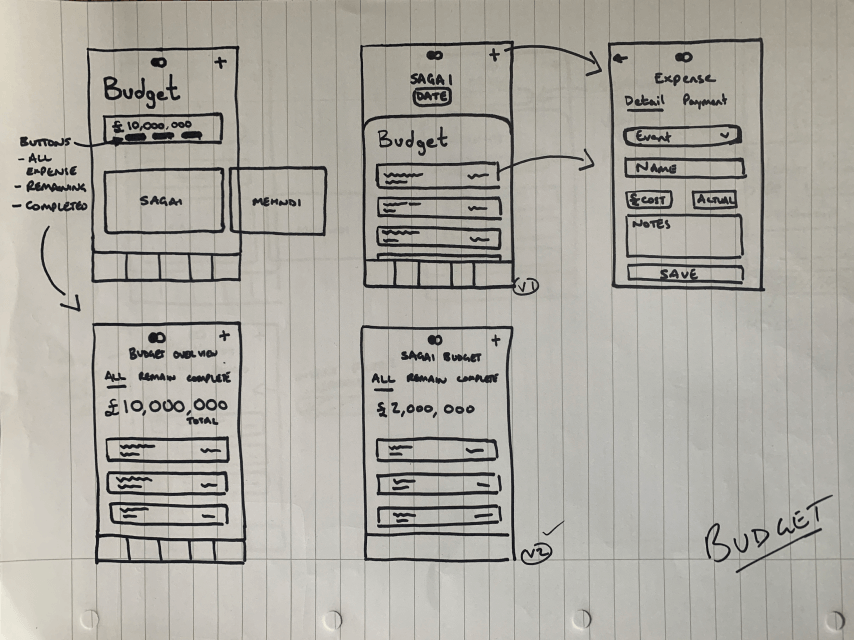 Budget
+
£10,000,000
BUTTONS
- ALL
EXPENSE
- REMAINING
- COMPLETED
SAGAI
MEHNDI
+
SAGAI
DATE
Budget
V1
←
Expense
Detail Payment
Event
NAME
£COST ACTUAL
NOTES
SAVE
+
BUDGET OVERVIEW
ALL REMAIN COMPLETE
£10,000,000
TOTAL
+
SAGAI BUDGET
ALL REMAIN COMPLETE
£2,000,000
V2 ✓
BUDGET